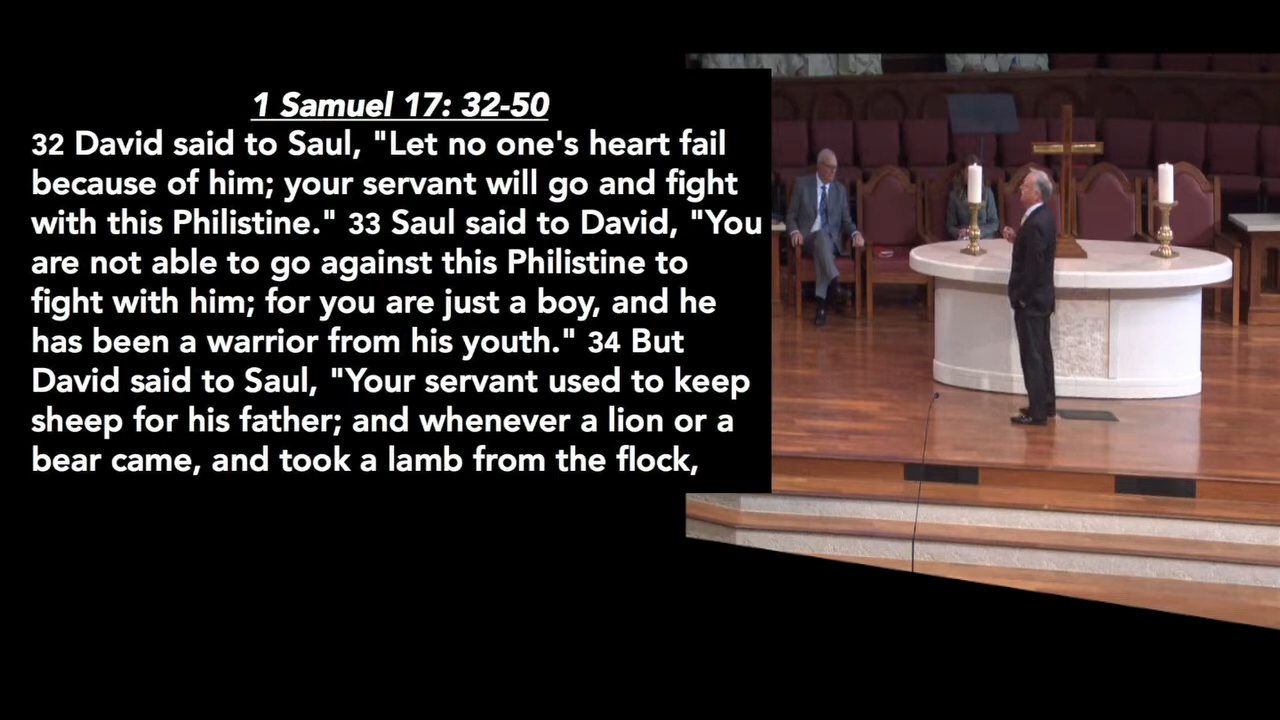 1 Samuel 17: 32-50
32 David said to Saul, "Let no one's heart fail
because of him; your servant will go and fight
with this Philistine." 33 Saul said to David, "You
are not able to go against this Philistine to
fight with him; for you are just a boy, and he
has been a warrior from his youth." 34 But
David said to Saul, "Your servant used to keep
sheep for his father; and whenever a lion or a
bear came, and took a lamb from the flock,